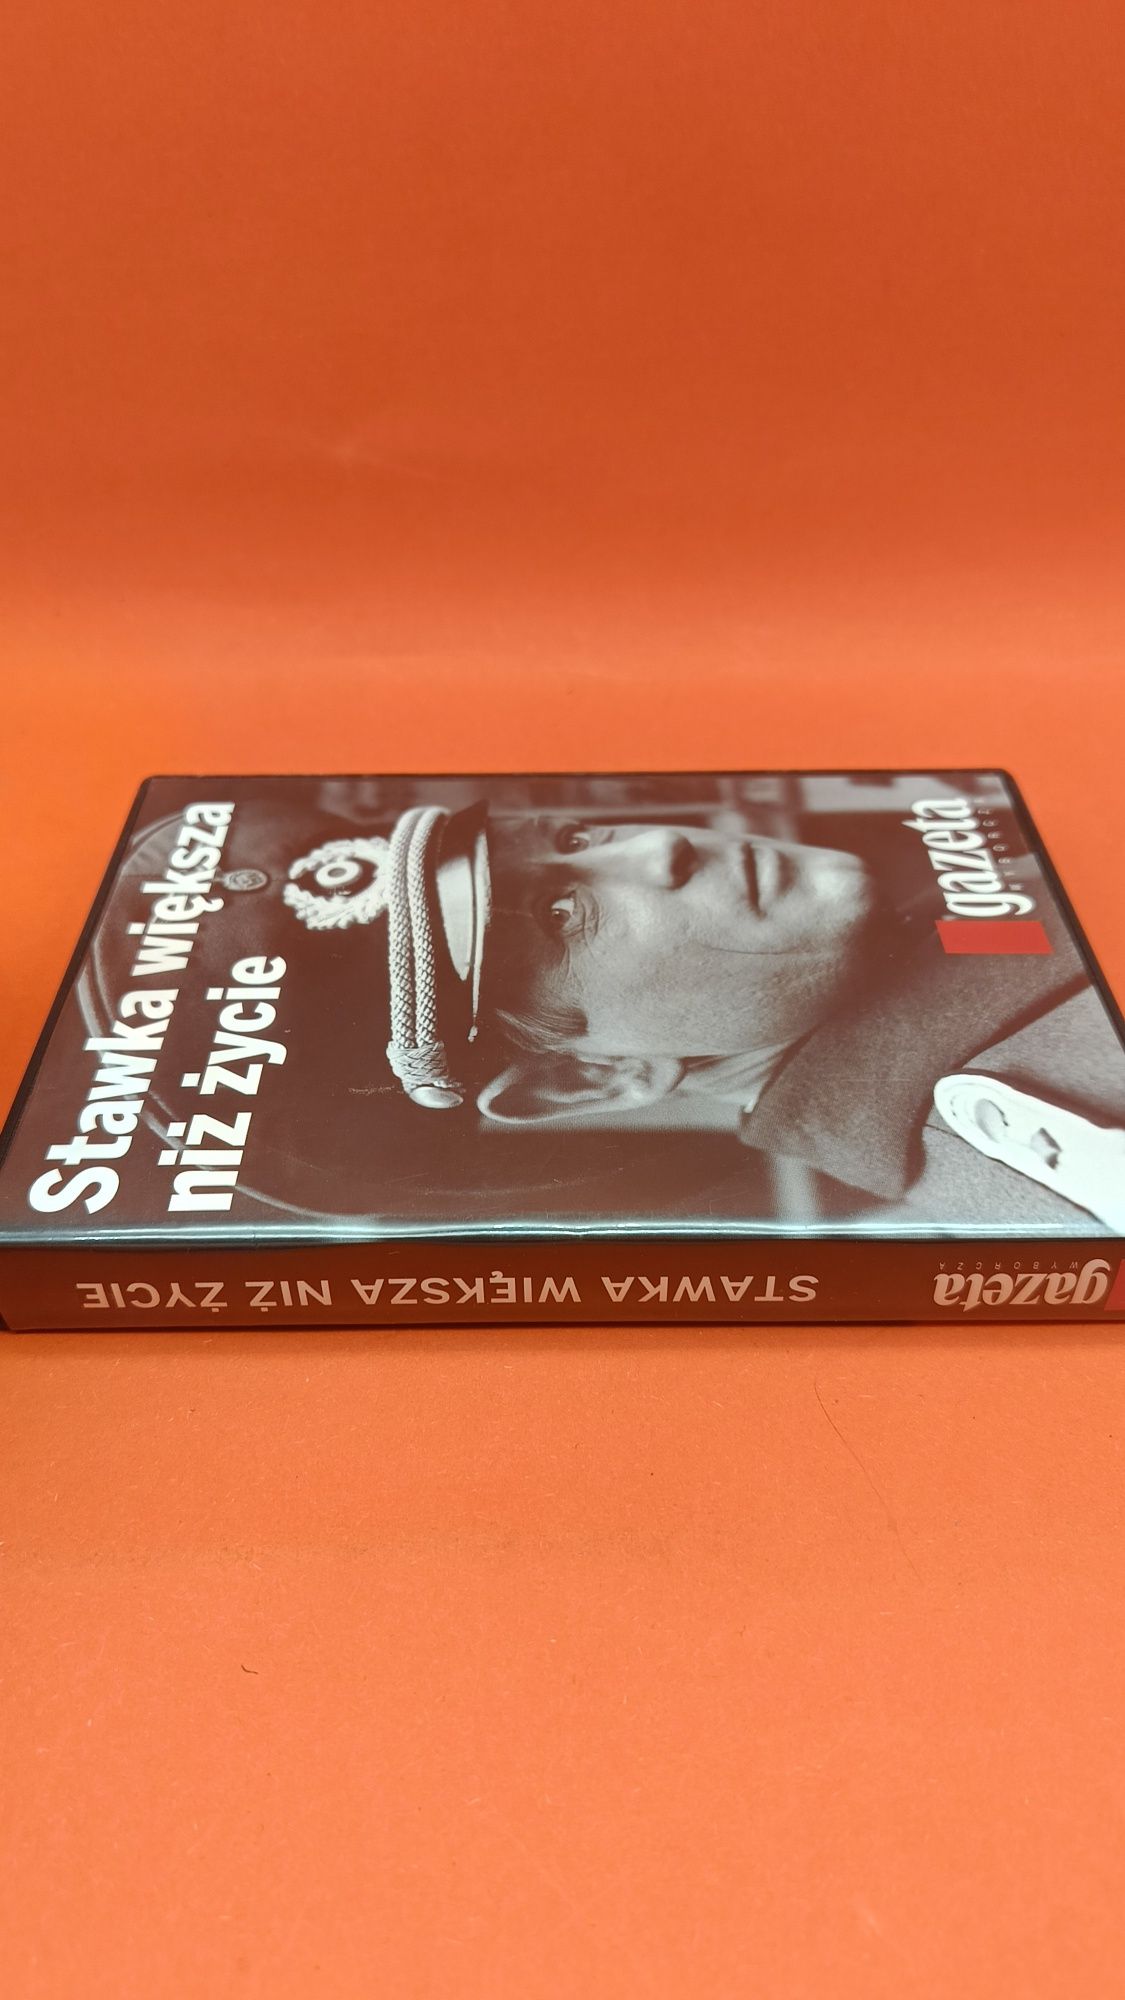 Stawka większa
niż życie
gazeta
WYBORCZA
STAWKA WIĘKSZA NIŻ ŻYCIE
gazeta
WYBORCZA